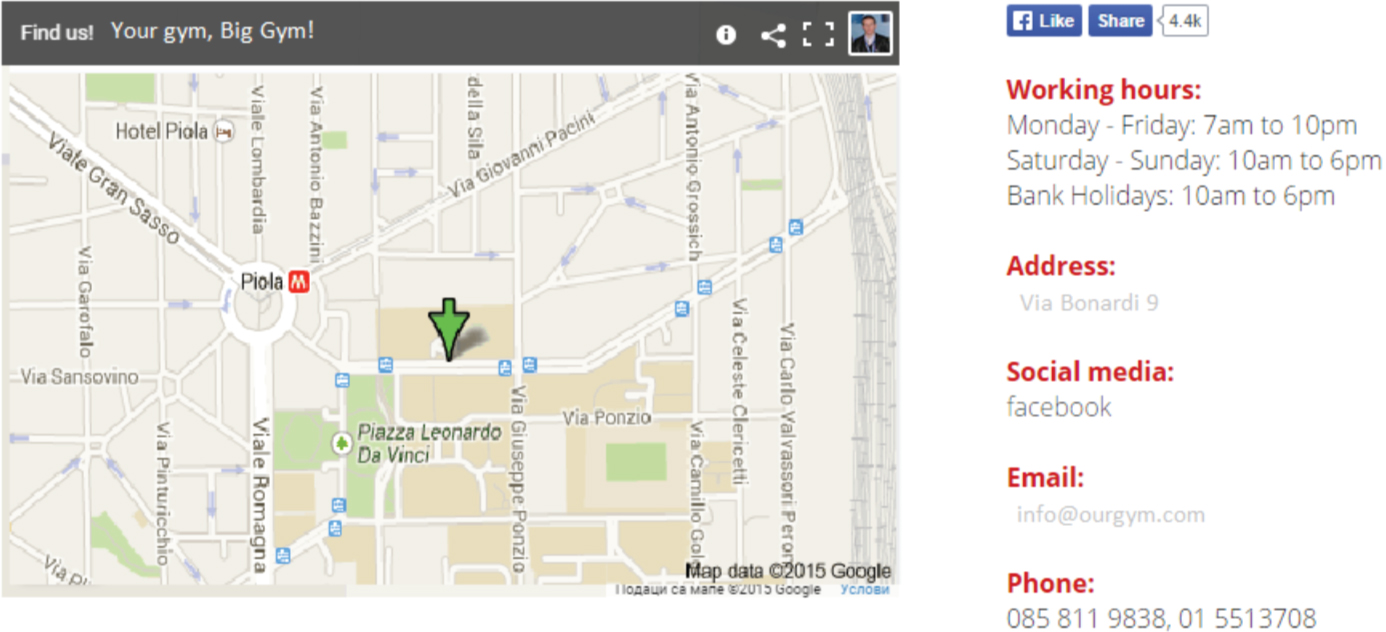 Find us! Your gym, Big Gym!
Like Share 4.4k
Working hours:
Monday - Friday: 7am to 10pm
Saturday - Sunday: 10am to 6pm
Bank Holidays: 10am to 6pm
Address:
Via Bonardi 9
Social media:
facebook
Email:
info@ourgym.com
Phone:
085 811 9838, 01 5513708
Hotel Piola
Viale Gran Sasso
Viale Lombardia
Via Antonio Bazzini
della Sila
Via Giovanni Pacini
Via Antonio Grossich
Piola M
Via Garofalo
Via Sansovino
Via Pinturicchio
Viale Romagna
Piazza Leonardo
Da Vinci
Via Giuseppe Ponzio
Via Ponzio
Via Celeste Clericetti
Via Carlo Valvassori Peron
Via Camillo Gol
Via Pi
Map data ©2015 Google
Подаци са мапе ©2015 Google Услови